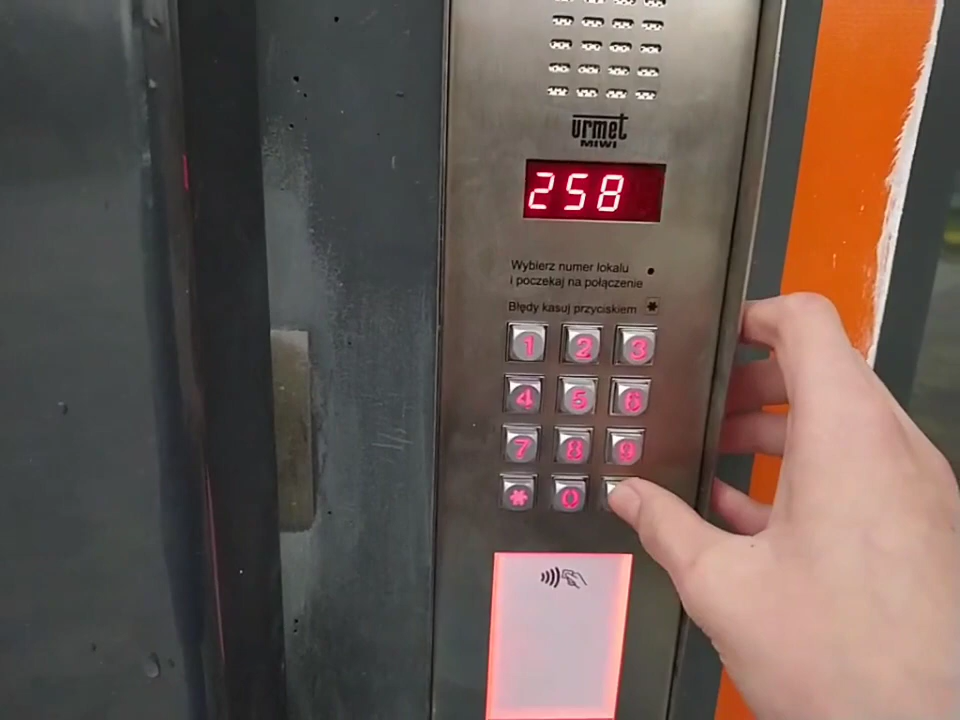 urmet
MIWI
258
Wybierz numer lokalu
i poczekaj na połączenie
Błędy kasuj przyciskiem *
1 2 3
4 5 6
7 8 9
* 0